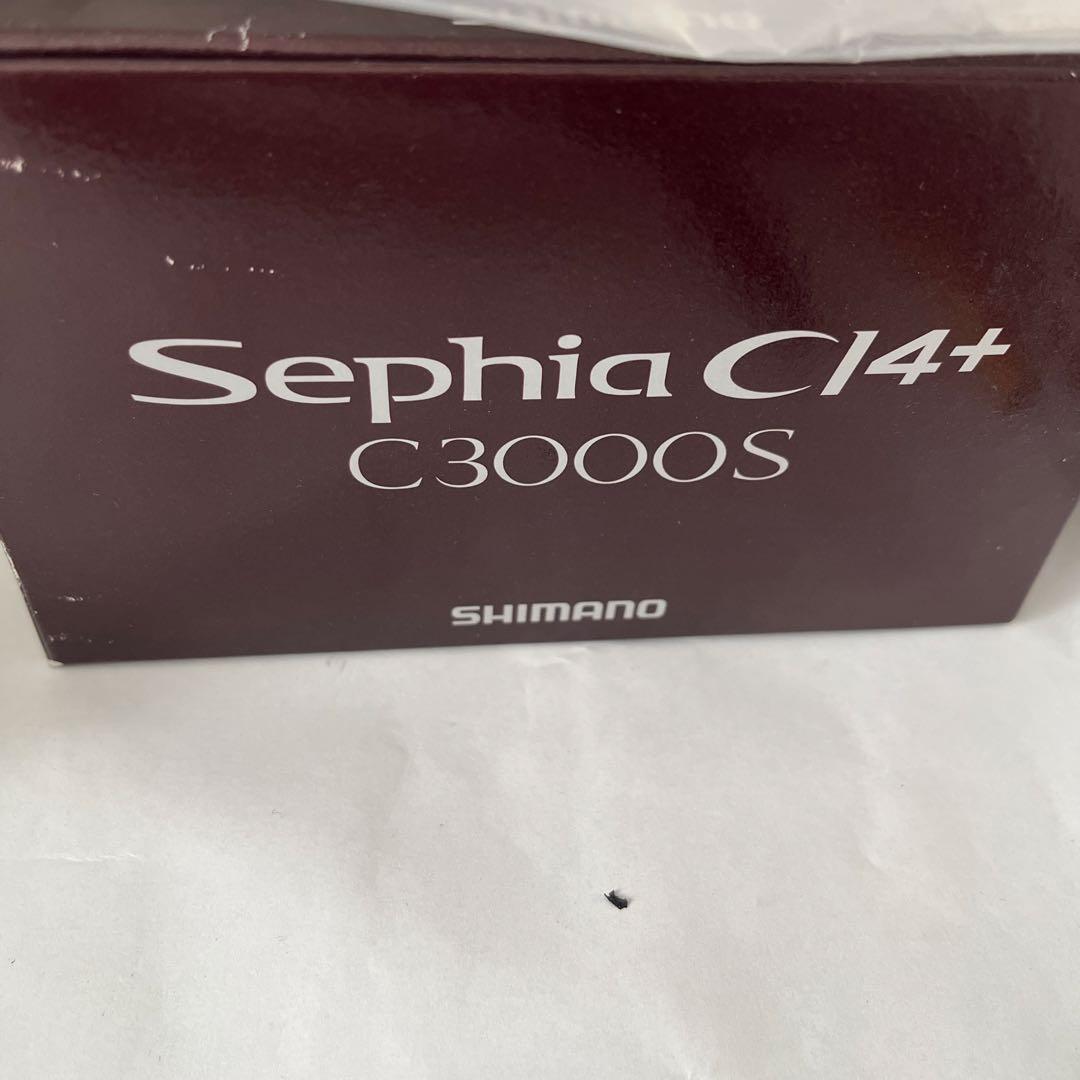 Sephia CI4+
C3000S
SHIMANO